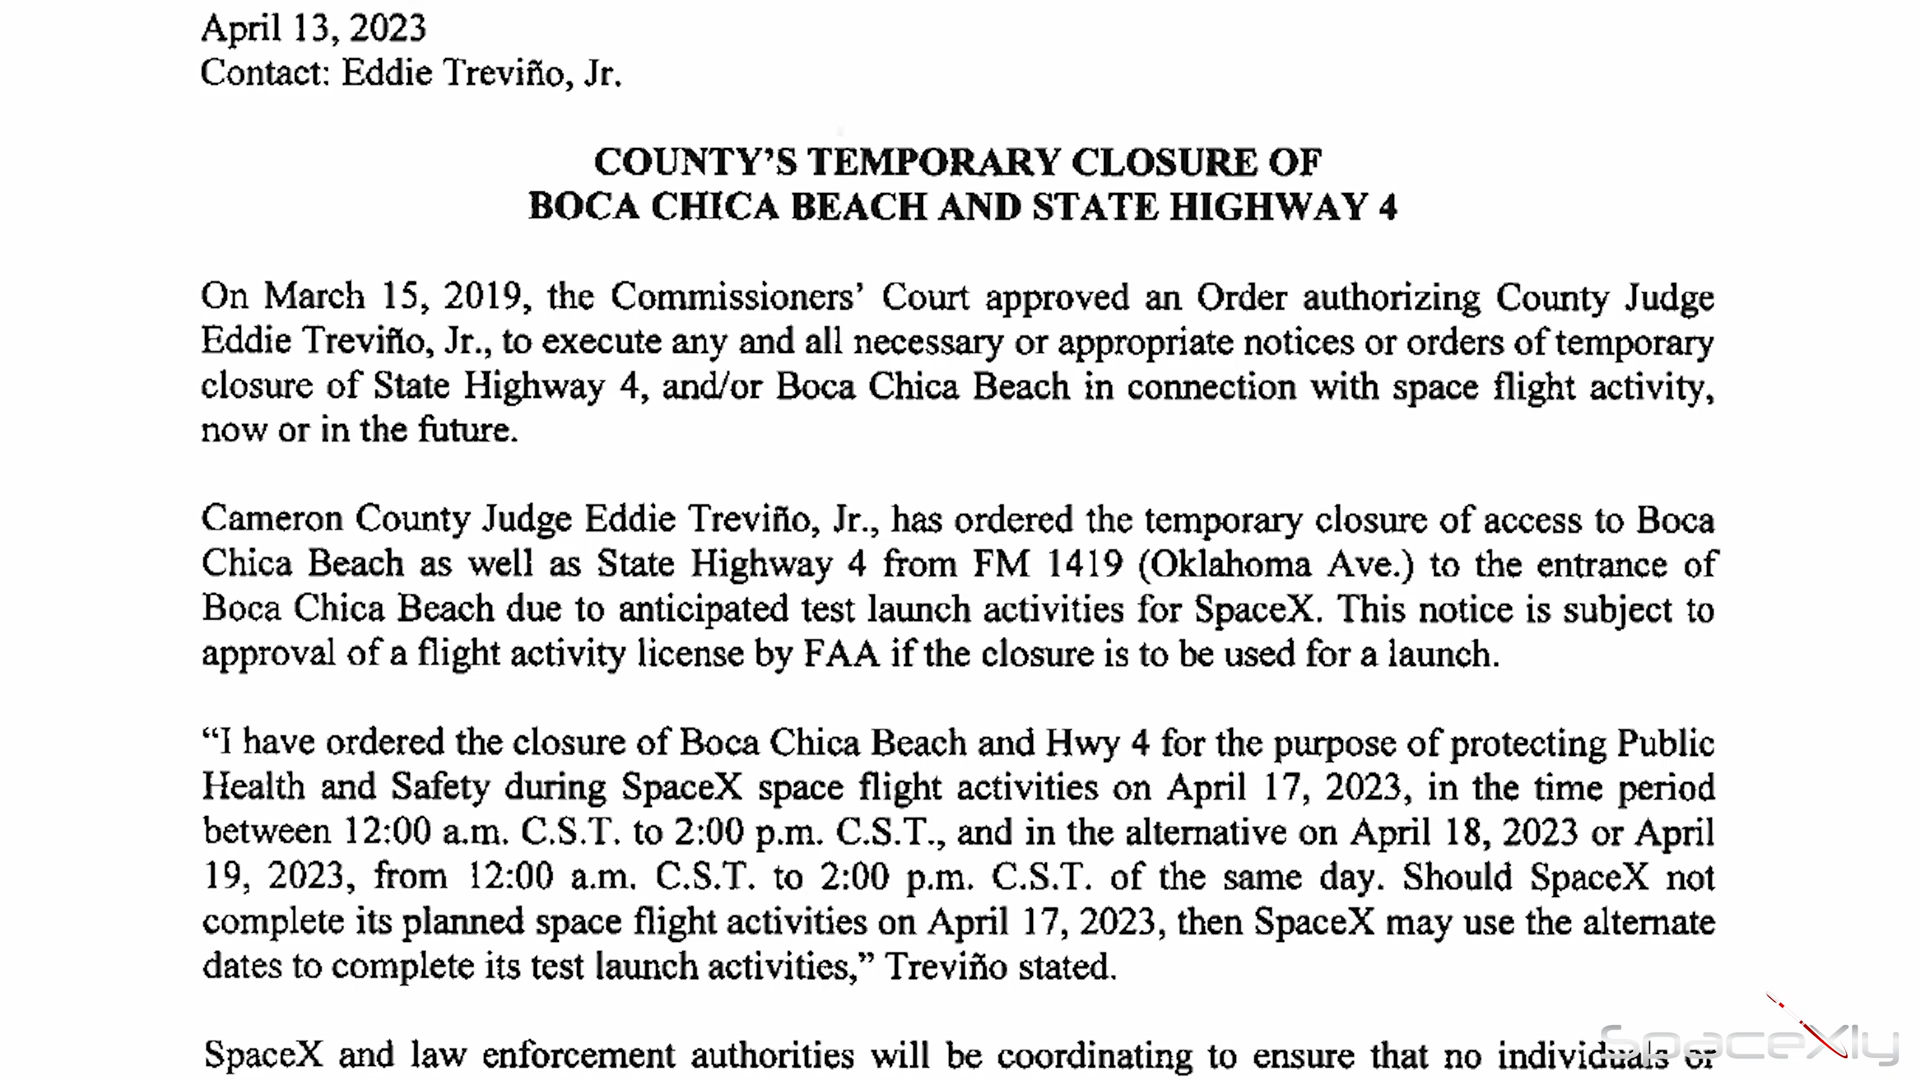 April 13, 2023
Contact: Eddie Treviño, Jr.
COUNTY’S TEMPORARY CLOSURE OF
BOCA CHICA BEACH AND STATE HIGHWAY 4
On March 15, 2019, the Commissioners’ Court approved an Order authorizing County Judge
Eddie Treviño, Jr., to execute any and all necessary or appropriate notices or orders of temporary
closure of State Highway 4, and/or Boca Chica Beach in connection with space flight activity,
now or in the future.
Cameron County Judge Eddie Treviño, Jr., has ordered the temporary closure of access to Boca
Chica Beach as well as State Highway 4 from FM 1419 (Oklahoma Ave.) to the entrance of
Boca Chica Beach due to anticipated test launch activities for SpaceX. This notice is subject to
approval of a flight activity license by FAA if the closure is to be used for a launch.
“I have ordered the closure of Boca Chica Beach and Hwy 4 for the purpose of protecting Public
Health and Safety during SpaceX space flight activities on April 17, 2023, in the time period
between 12:00 a.m. C.S.T. to 2:00 p.m. C.S.T., and in the alternative on April 18, 2023 or April
19, 2023, from 12:00 a.m. C.S.T. to 2:00 p.m. C.S.T. of the same day. Should SpaceX not
complete its planned space flight activities on April 17, 2023, then SpaceX may use the alternate
dates to complete its test launch activities,” Treviño stated.
SpaceX and law enforcement authorities will be coordinating to ensure that no individuals or
SpaceXly